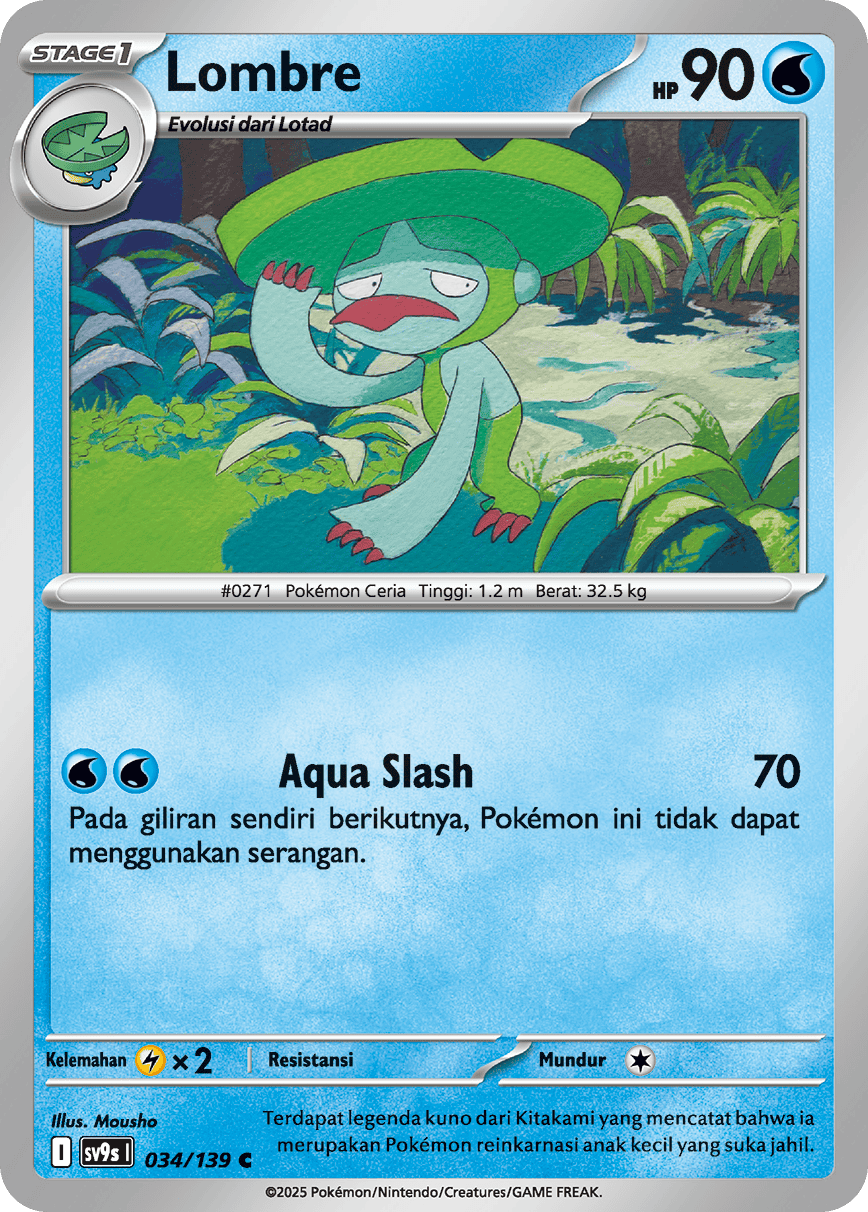 STAGE1
Lombre
HP 90
Evolusi dari Lotad
#0271 Pokémon Ceria Tinggi: 1.2 m Berat: 32.5 kg
Aqua Slash 70
Pada giliran sendiri berikutnya, Pokémon ini tidak dapat
menggunakan serangan.
Kelemahan ×2 Resistansi Mundur
Illus. Mousho
Terdapat legenda kuno dari Kitakami yang mencatat bahwa ia
merupakan Pokémon reinkarnasi anak kecil yang suka jahil.
I sv9s I 034/139 C
©2025 Pokémon/Nintendo/Creatures/GAME FREAK.